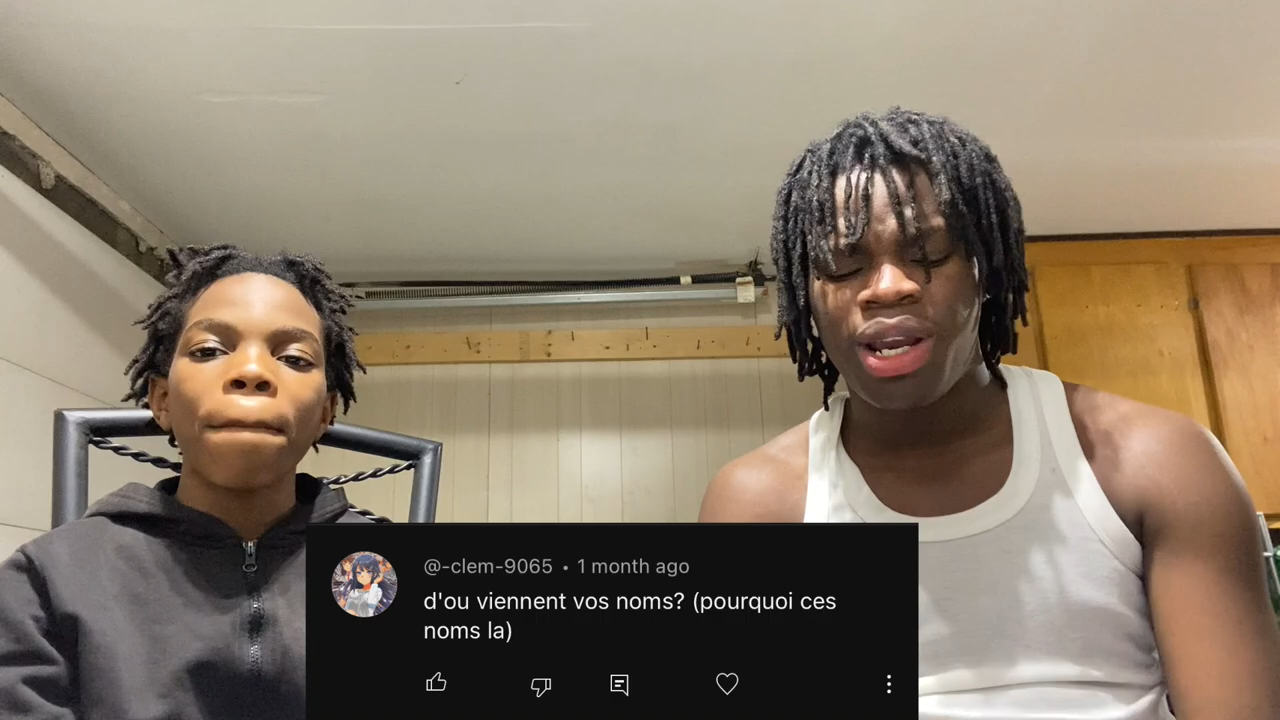 @-clem-9065 • 1 month ago
d'ou viennent vos noms? (pourquoi ces
noms la)